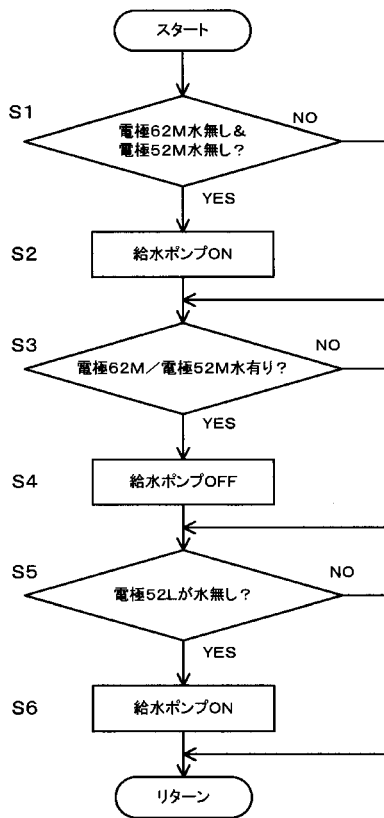 スタート
S1
電極62M水無し&
電極52M水無し?
NO
YES
S2
給水ポンプON
S3
電極62M/電極52M水有り?
NO
YES
S4
給水ポンプOFF
S5
電極52Lが水無し?
NO
YES
S6
給水ポンプON
リターン